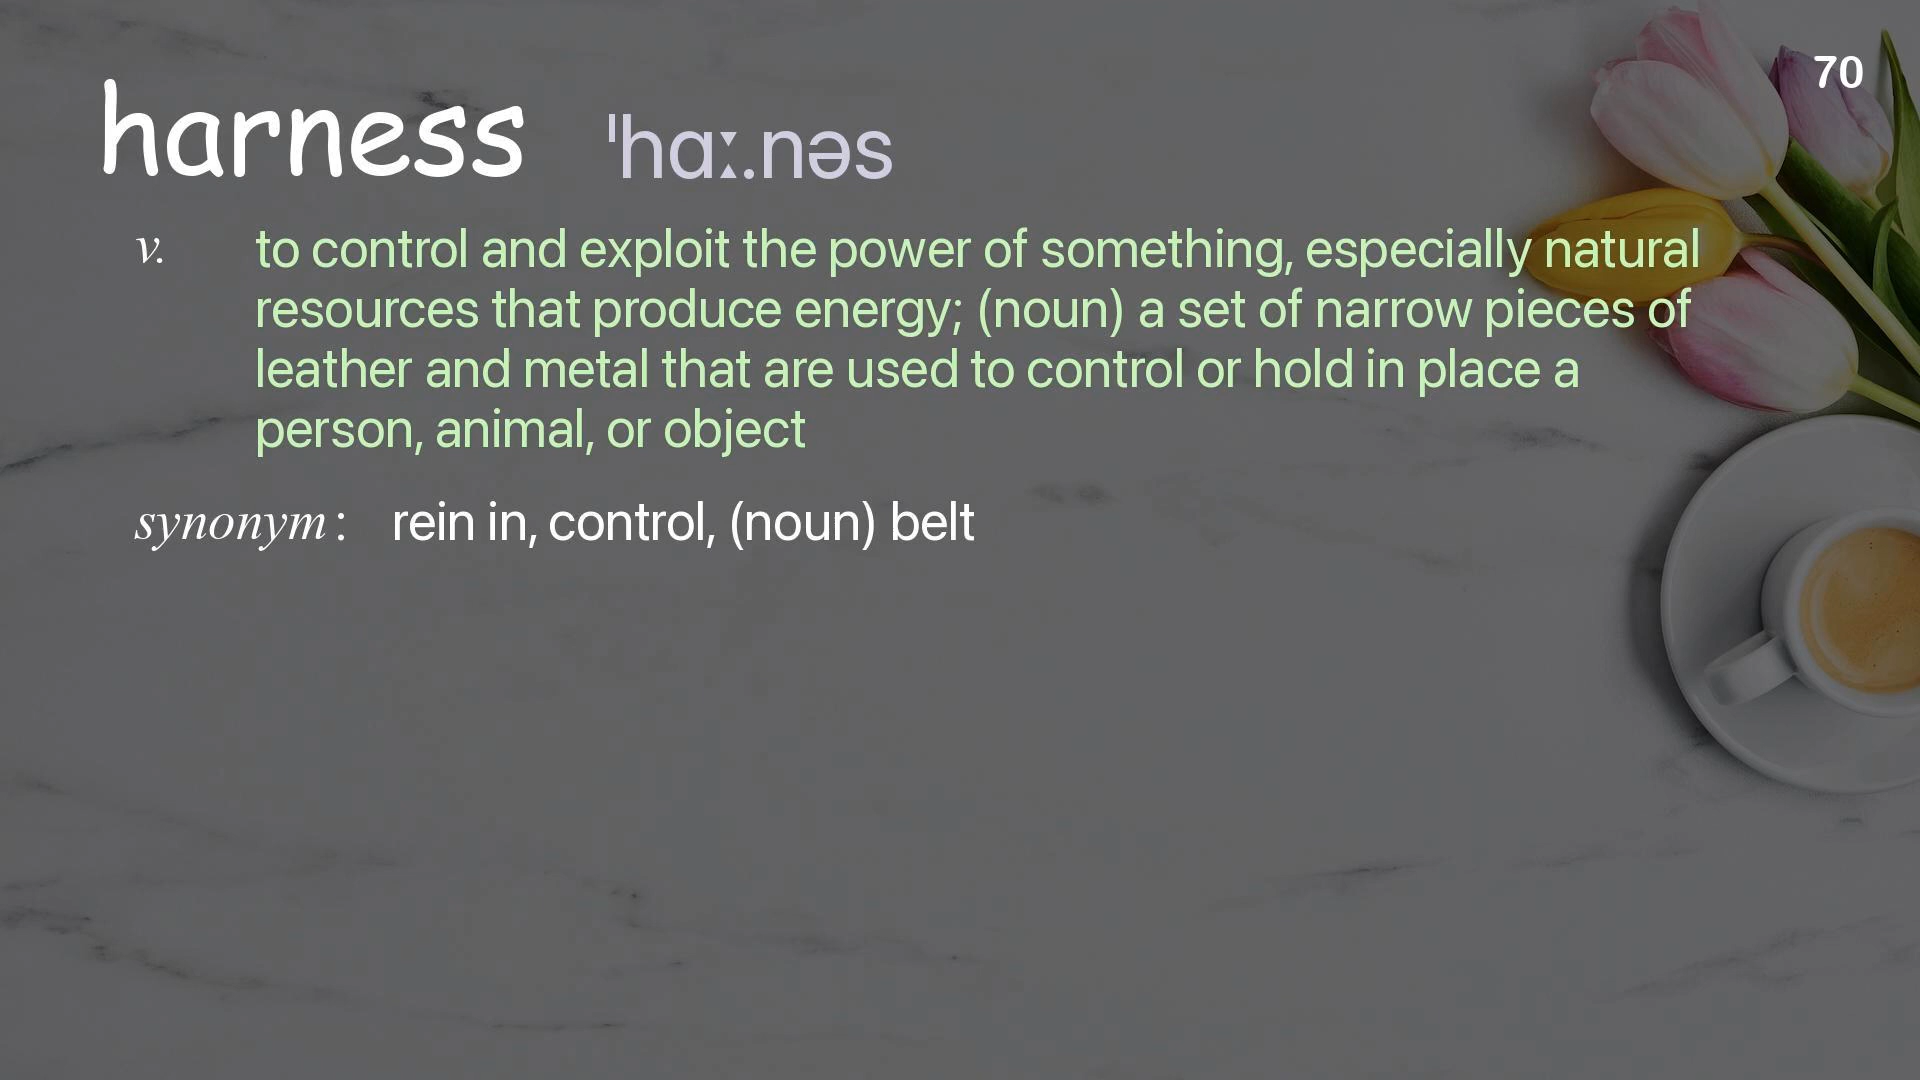 70
harness ˈhɑː.nəs
v. to control and exploit the power of something, especially natural
resources that produce energy; (noun) a set of narrow pieces of
leather and metal that are used to control or hold in place a
person, animal, or object
synonym : rein in, control, (noun) belt